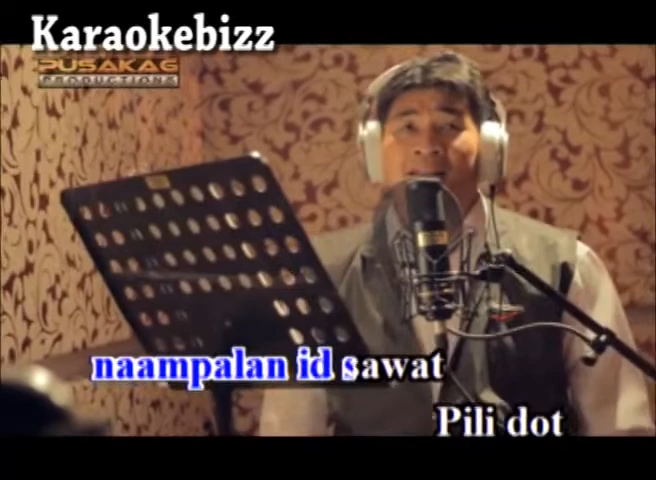 Karaokebizz
PUSAKAG
PRODUCTIONS
naampalan id sawat
Pili dot